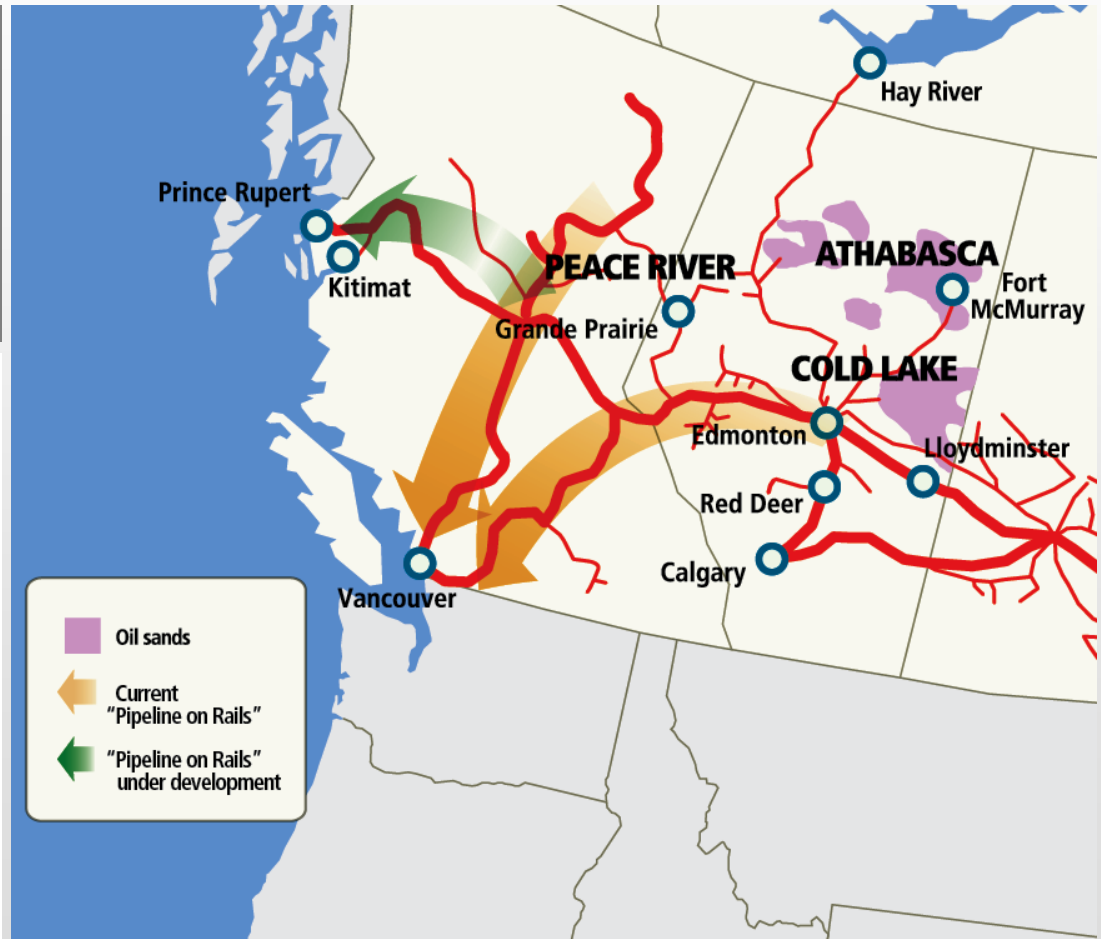 Hay River
Prince Rupert
Kitimat
PEACE RIVER
ATHABASCA
Fort
McMurray
Grande Prairie
COLD LAKE
Edmonton
Lloydminster
Red Deer
Calgary
Vancouver
Oil sands
Current
"Pipeline on Rails"
"Pipeline on Rails"
under development